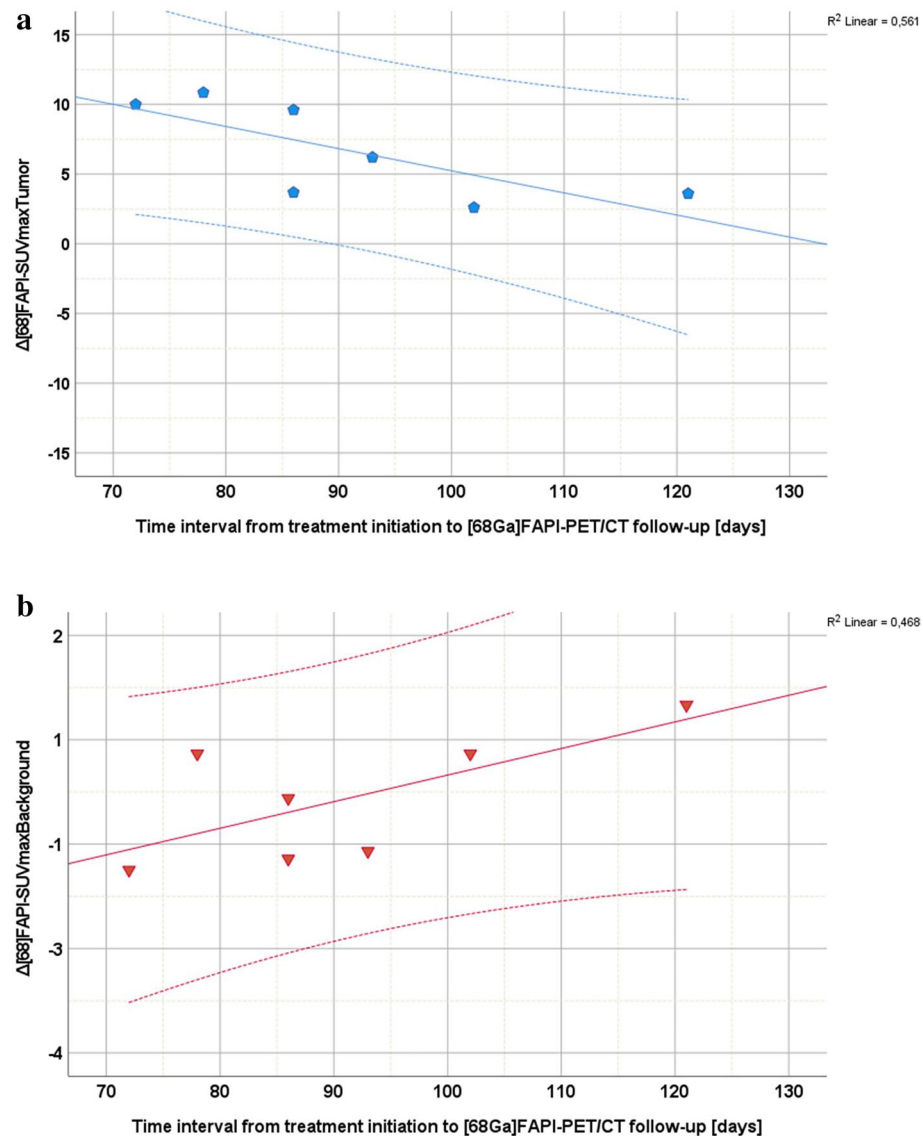 a
R² Linear = 0,561
15
10
5
0
-5
-10
-15
Δ[68]FAPI-SUVmaxTumor
70 80 90 100 110 120 130
Time interval from treatment initiation to [68Ga]FAPI-PET/CT follow-up [days]
b
R² Linear = 0,468
2
1
-1
-3
-4
Δ[68]FAPI-SUVmaxBackground
70 80 90 100 110 120 130
Time interval from treatment initiation to [68Ga]FAPI-PET/CT follow-up [days]